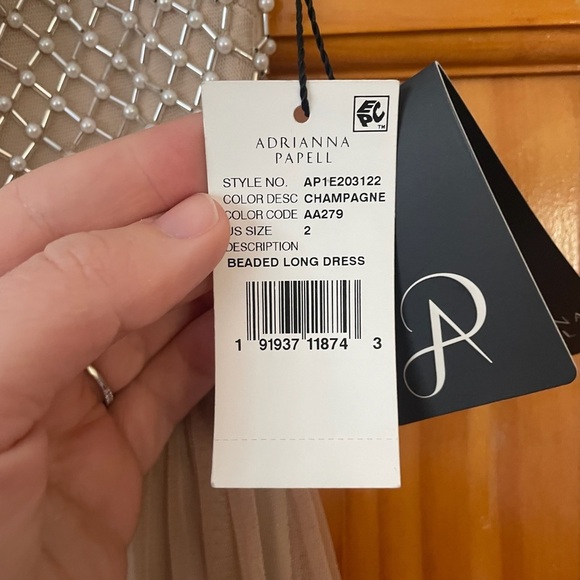 EPC™
ADRIANNA
PAPELL
STYLE NO. AP1E203122
COLOR DESC CHAMPAGNE
COLOR CODE AA279
US SIZE 2
DESCRIPTION
BEADED LONG DRESS
1 91937 11874 3